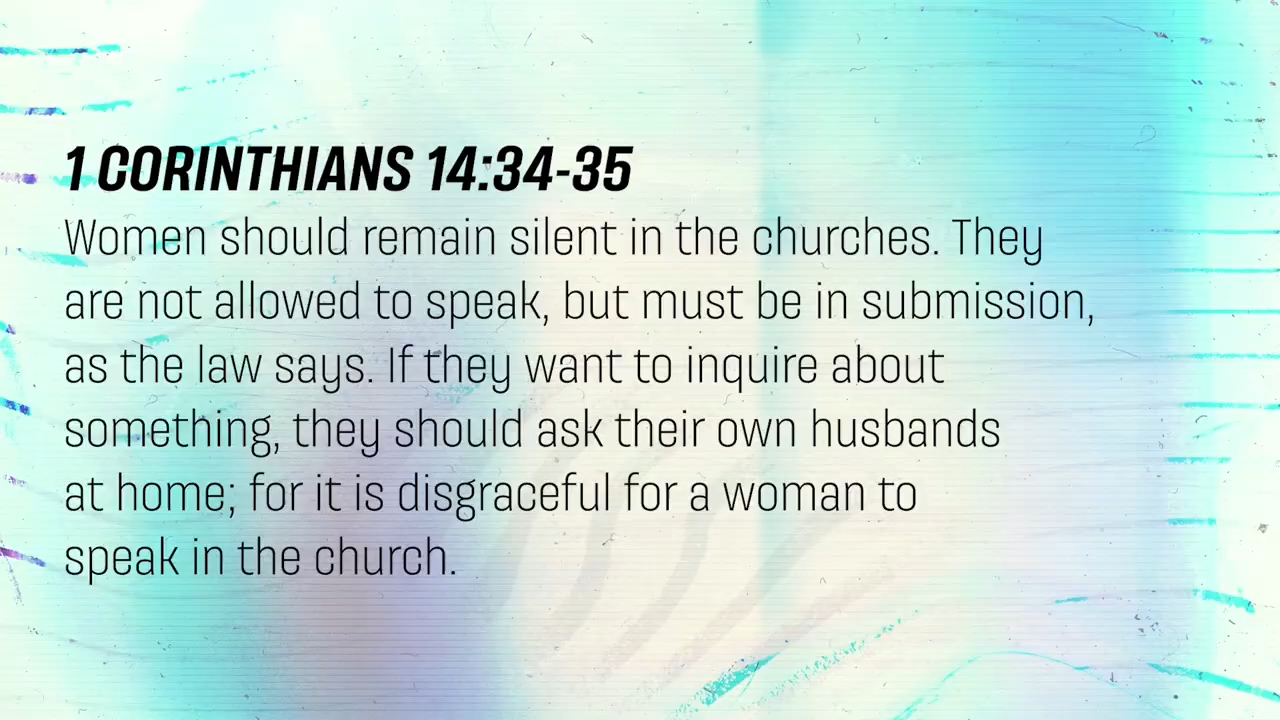 1 CORINTHIANS 14:34-35
Women should remain silent in the churches. They
are not allowed to speak, but must be in submission,
as the law says. If they want to inquire about
something, they should ask their own husbands
at home; for it is disgraceful for a woman to
speak in the church.